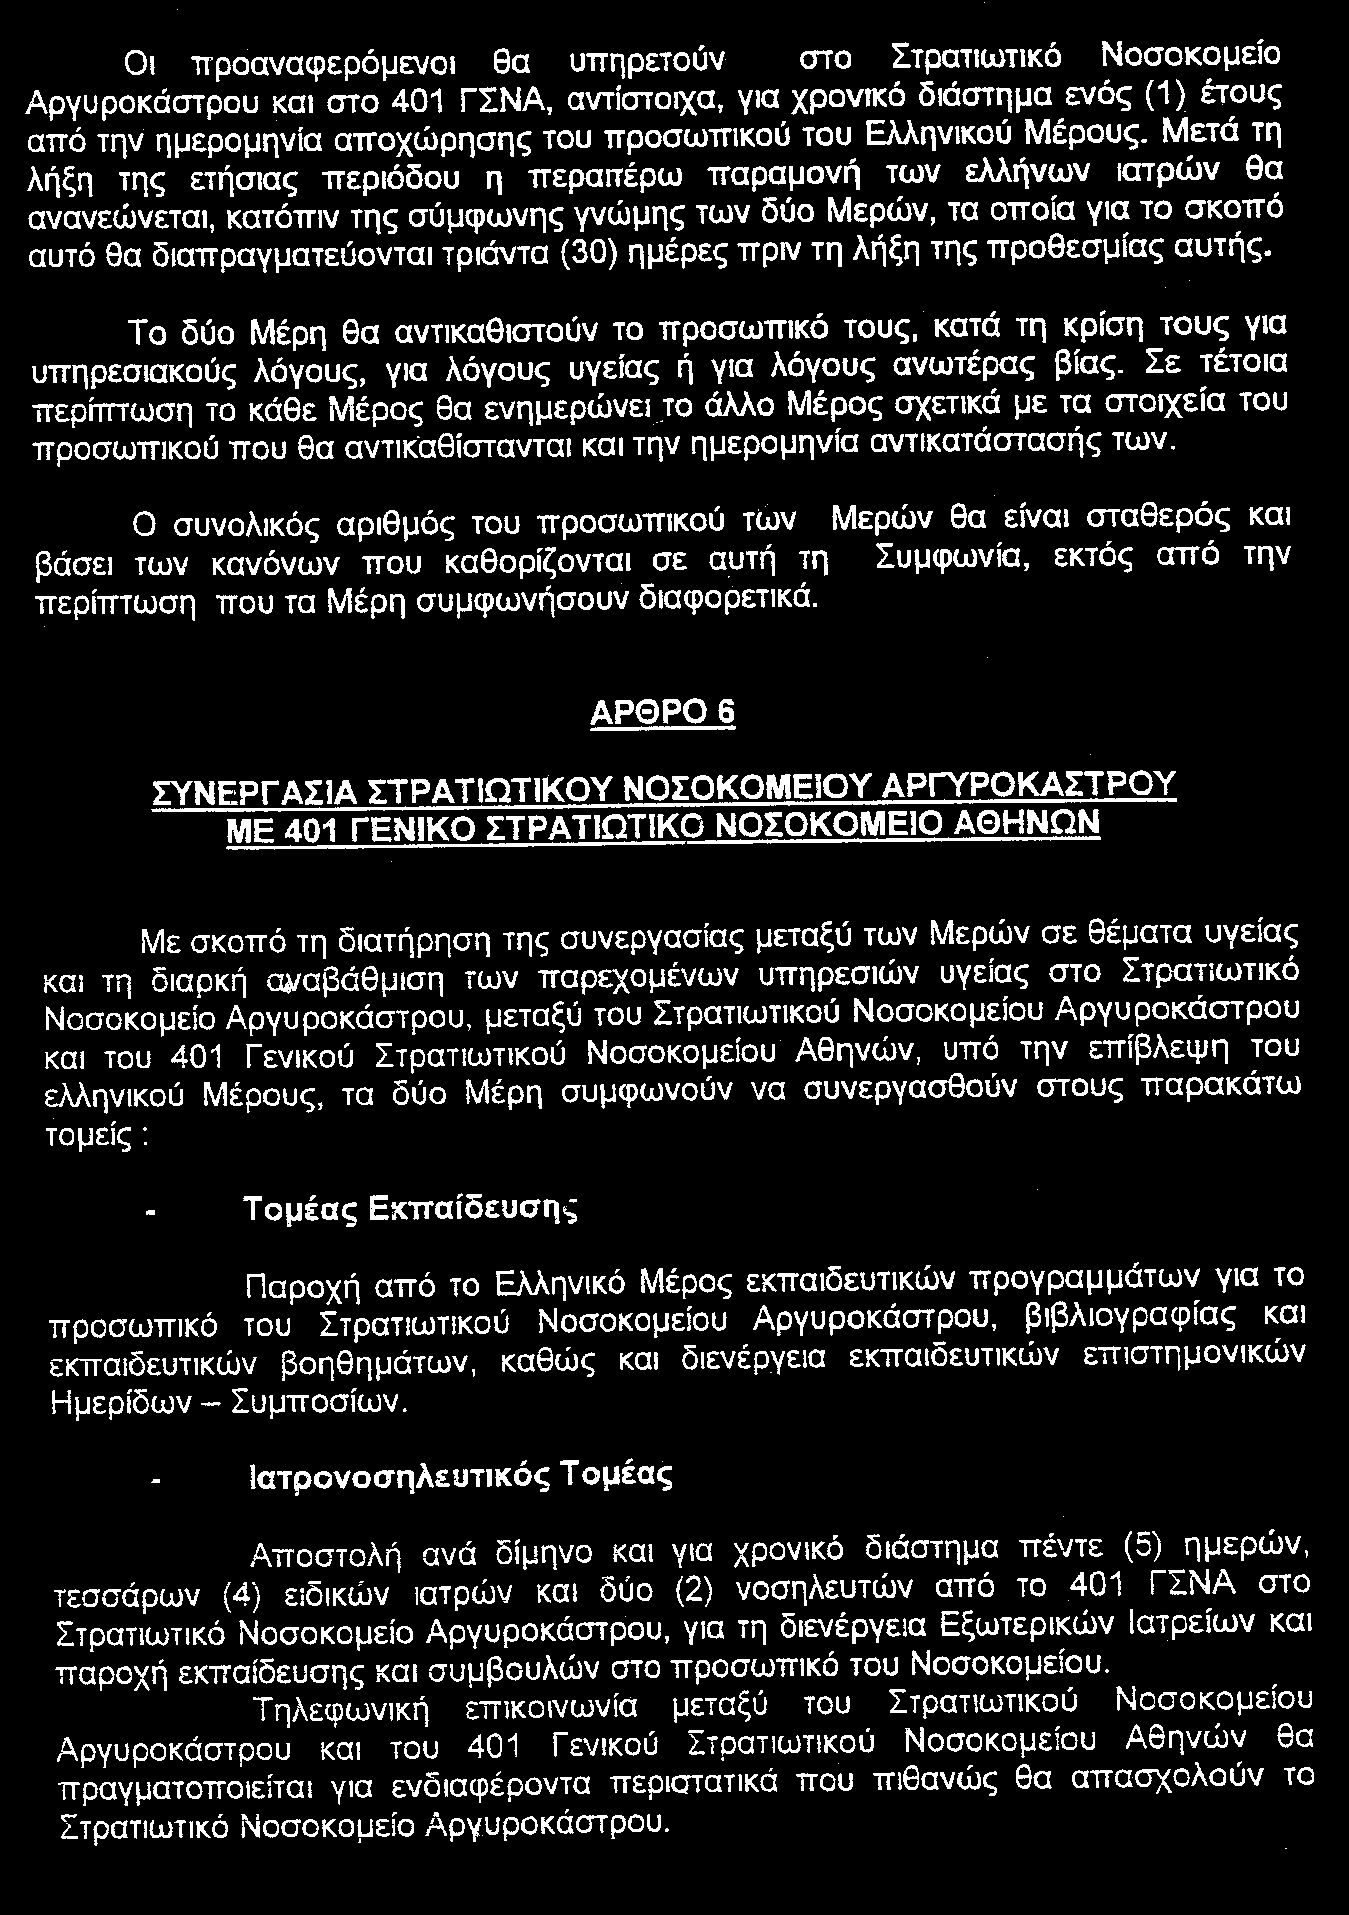 Οι προαναφερόμενοι θα υπηρετούν στο Στρατιωτικό Νοσοκομείο
Αργυροκάστρου και στο 401 ΓΣΝΑ, αντίστοιχα, για χρονικό διάστημα ενός (1) έτους
από την ημερομηνία αποχώρησης του προσωπικού του Ελληνικού Μέρους. Μετά τη
λήξη της ετήσιας περιόδου η περαιτέρω παραμονή των ελλήνων ιατρών θα
ανανεώνεται, κατόπιν της σύμφωνης γνώμης των δύο Μερών, τα οποία για το σκοπό
αυτό θα διαπραγματεύονται τριάντα (30) ημέρες πριν τη λήξη της προθεσμίας αυτής.
Το δύο Μέρη θα αντικαθιστούν το προσωπικό τους, κατά τη κρίση τους για
υπηρεσιακούς λόγους, για λόγους υγείας ή για λόγους ανωτέρας βίας. Σε τέτοια
περίπτωση το κάθε Μέρος θα ενημερώνει το άλλο Μέρος σχετικά με τα στοιχεία του
προσωπικού που θα αντικαθίστανται και την ημερομηνία αντικατάστασής των.
Ο συνολικός αριθμός του προσωπικού των Μερών θα είναι σταθερός και
βάσει των κανόνων που καθορίζονται σε αυτή τη Συμφωνία, εκτός από την
περίπτωση που τα Μέρη συμφωνήσουν διαφορετικά.
ΑΡΘΡΟ 6
ΣΥΝΕΡΓΑΣΙΑ ΣΤΡΑΤΙΩΤΙΚΟΥ ΝΟΣΟΚΟΜΕΙΟΥ ΑΡΓΥΡΟΚΑΣΤΡΟΥ
ΜΕ 401 ΓΕΝΙΚΟ ΣΤΡΑΤΙΩΤΙΚΟ ΝΟΣΟΚΟΜΕΙΟ ΑΘΗΝΩΝ
Με σκοπό τη διατήρηση της συνεργασίας μεταξύ των Μερών σε θέματα υγείας
και τη διαρκή αναβάθμιση των παρεχομένων υπηρεσιών υγείας στο Στρατιωτικό
Νοσοκομείο Αργυροκάστρου, μεταξύ του Στρατιωτικού Νοσοκομείου Αργυροκάστρου
και του 401 Γενικού Στρατιωτικού Νοσοκομείου Αθηνών, υπό την επίβλεψη του
ελληνικού Μέρους, τα δύο Μέρη συμφωνούν να συνεργασθούν στους παρακάτω
τομείς :
- Τομέας Εκπαίδευσης
Παροχή από το Ελληνικό Μέρος εκπαιδευτικών προγραμμάτων για το
προσωπικό του Στρατιωτικού Νοσοκομείου Αργυροκάστρου, βιβλιογραφίας και
εκπαιδευτικών βοηθημάτων, καθώς και διενέργεια εκπαιδευτικών επιστημονικών
Ημερίδων – Συμποσίων.
- Ιατρονοσηλευτικός Τομέας
Αποστολή ανά δίμηνο και για χρονικό διάστημα πέντε (5) ημερών,
τεσσάρων (4) ειδικών ιατρών και δύο (2) νοσηλευτών από το 401 ΓΣΝΑ στο
Στρατιωτικό Νοσοκομείο Αργυροκάστρου, για τη διενέργεια Εξωτερικών Ιατρείων και
παροχή εκπαίδευσης και συμβουλών στο προσωπικό του Νοσοκομείου.
Τηλεφωνική επικοινωνία μεταξύ του Στρατιωτικού Νοσοκομείου
Αργυροκάστρου και του 401 Γενικού Στρατιωτικού Νοσοκομείου Αθηνών θα
πραγματοποιείται για ενδιαφέροντα περιστατικά που πιθανώς θα απασχολούν το
Στρατιωτικό Νοσοκομείο Αργυροκάστρου.